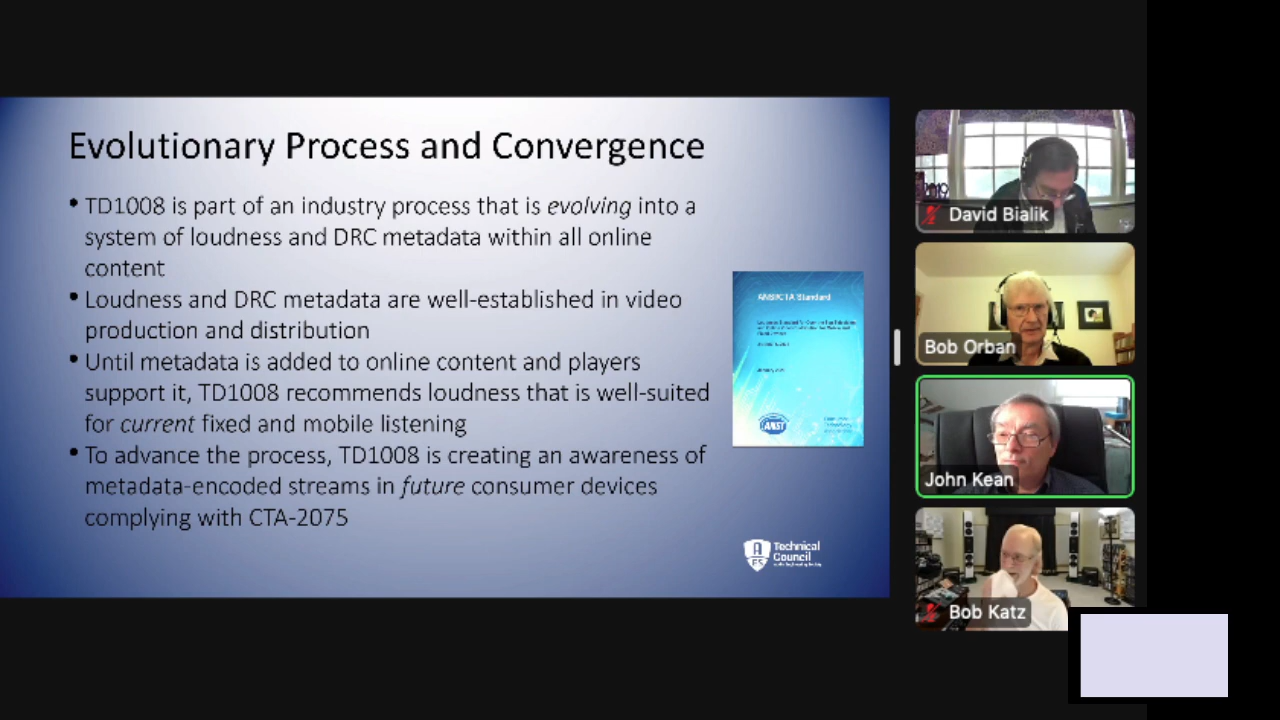 Evolutionary Process and Convergence
• TD1008 is part of an industry process that is evolving into a
system of loudness and DRC metadata within all online
content
• Loudness and DRC metadata are well-established in video
production and distribution
• Until metadata is added to online content and players
support it, TD1008 recommends loudness that is well-suited
for current fixed and mobile listening
• To advance the process, TD1008 is creating an awareness of
metadata-encoded streams in future consumer devices
complying with CTA-2075
ANSI/CTA Standard
ANSI
AES
Technical
Council
2019
David Bialik
Bob Orban
John Kean
Bob Katz